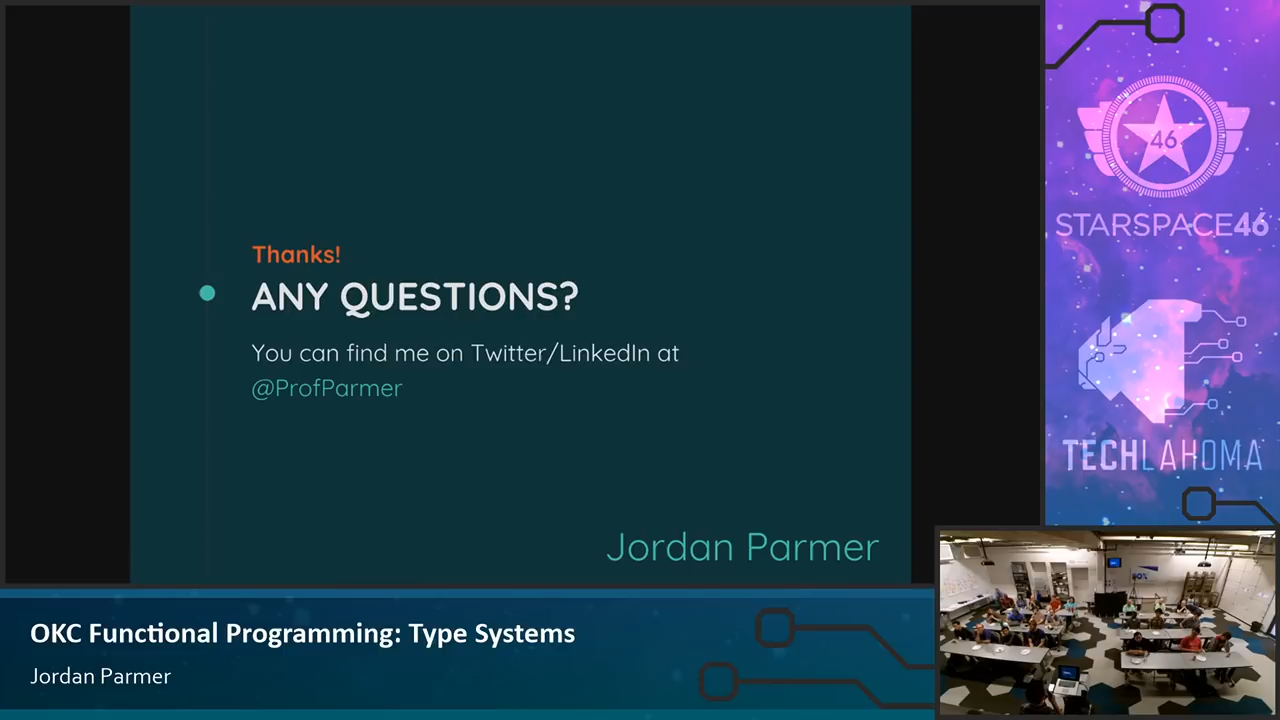 Thanks!
ANY QUESTIONS?
You can find me on Twitter/LinkedIn at
@ProfParmer
Jordan Parmer
46
STARSPACE46
TECHLAHOMA
OKC Functional Programming: Type Systems
Jordan Parmer